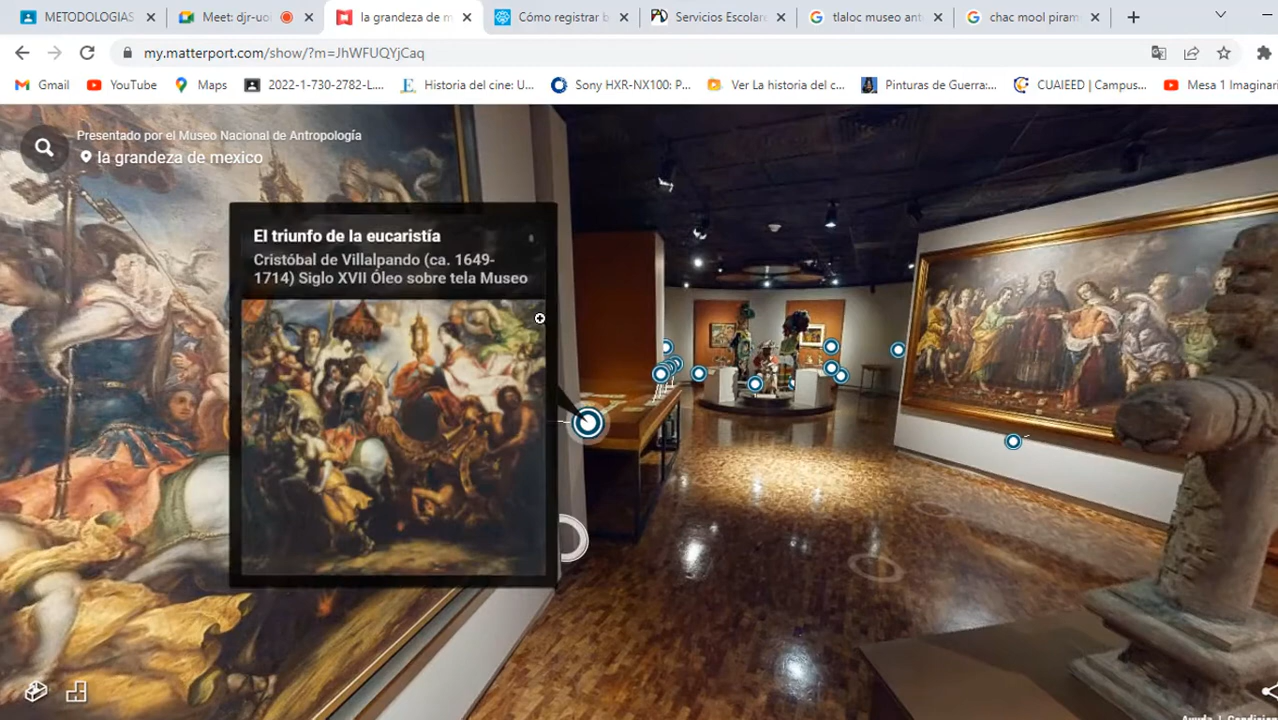 METODOLOGIAS
Meet: djr-uo
la grandeza de m
Cómo registrar b
Servicios Escolare
tlaloc museo ant
chac mool piram
my.matterport.com/show/?m=JhWFUQYjCaq
Gmail
YouTube
Maps
2022-1-730-2782-L...
Historia del cine: U...
Sony HXR-NX100: P...
Ver La historia del c...
Pinturas de Guerra:...
CUAIEED | Campus...
Mesa 1 Imaginari
Presentado por el Museo Nacional de Antropología
la grandeza de mexico
El triunfo de la eucaristía
Cristóbal de Villalpando (ca. 1649-
1714) Siglo XVII Óleo sobre tela Museo